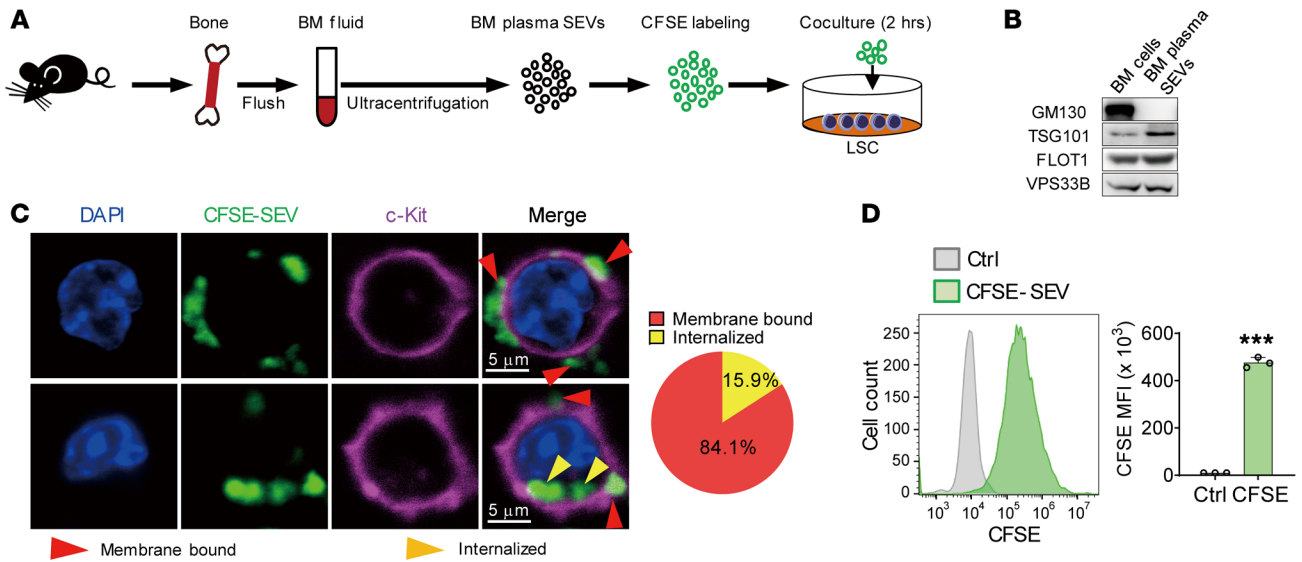 A
Bone
BM fluid
BM plasma SEVs
CFSE labeling
Coculture (2 hrs)
Flush
Ultracentrifugation
LSC
B
BM cells
BM plasma
SEVs
GM130
TSG101
FLOT1
VPS33B
C
DAPI
CFSE-SEV
c-Kit
Merge
5 μm
5 μm
Membrane bound
Internalized
Membrane bound
Internalized
15.9%
84.1%
D
Ctrl
CFSE- SEV
Cell count
250
200
150
100
50
0
10³
10⁴
10⁵
10⁶
10⁷
CFSE
CFSE MFI (x 10³)
600
400
200
0
***
Ctrl CFSE